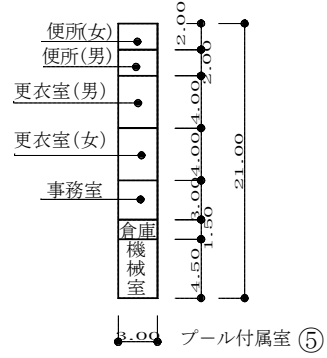 便所(女)
2.00
便所(男)
2.00
更衣室(男)
4.00
更衣室(女)
4.00
21.00
事務室
3.00
倉庫
1.50
機械室
4.50
3.00
プール付属室 ⑤